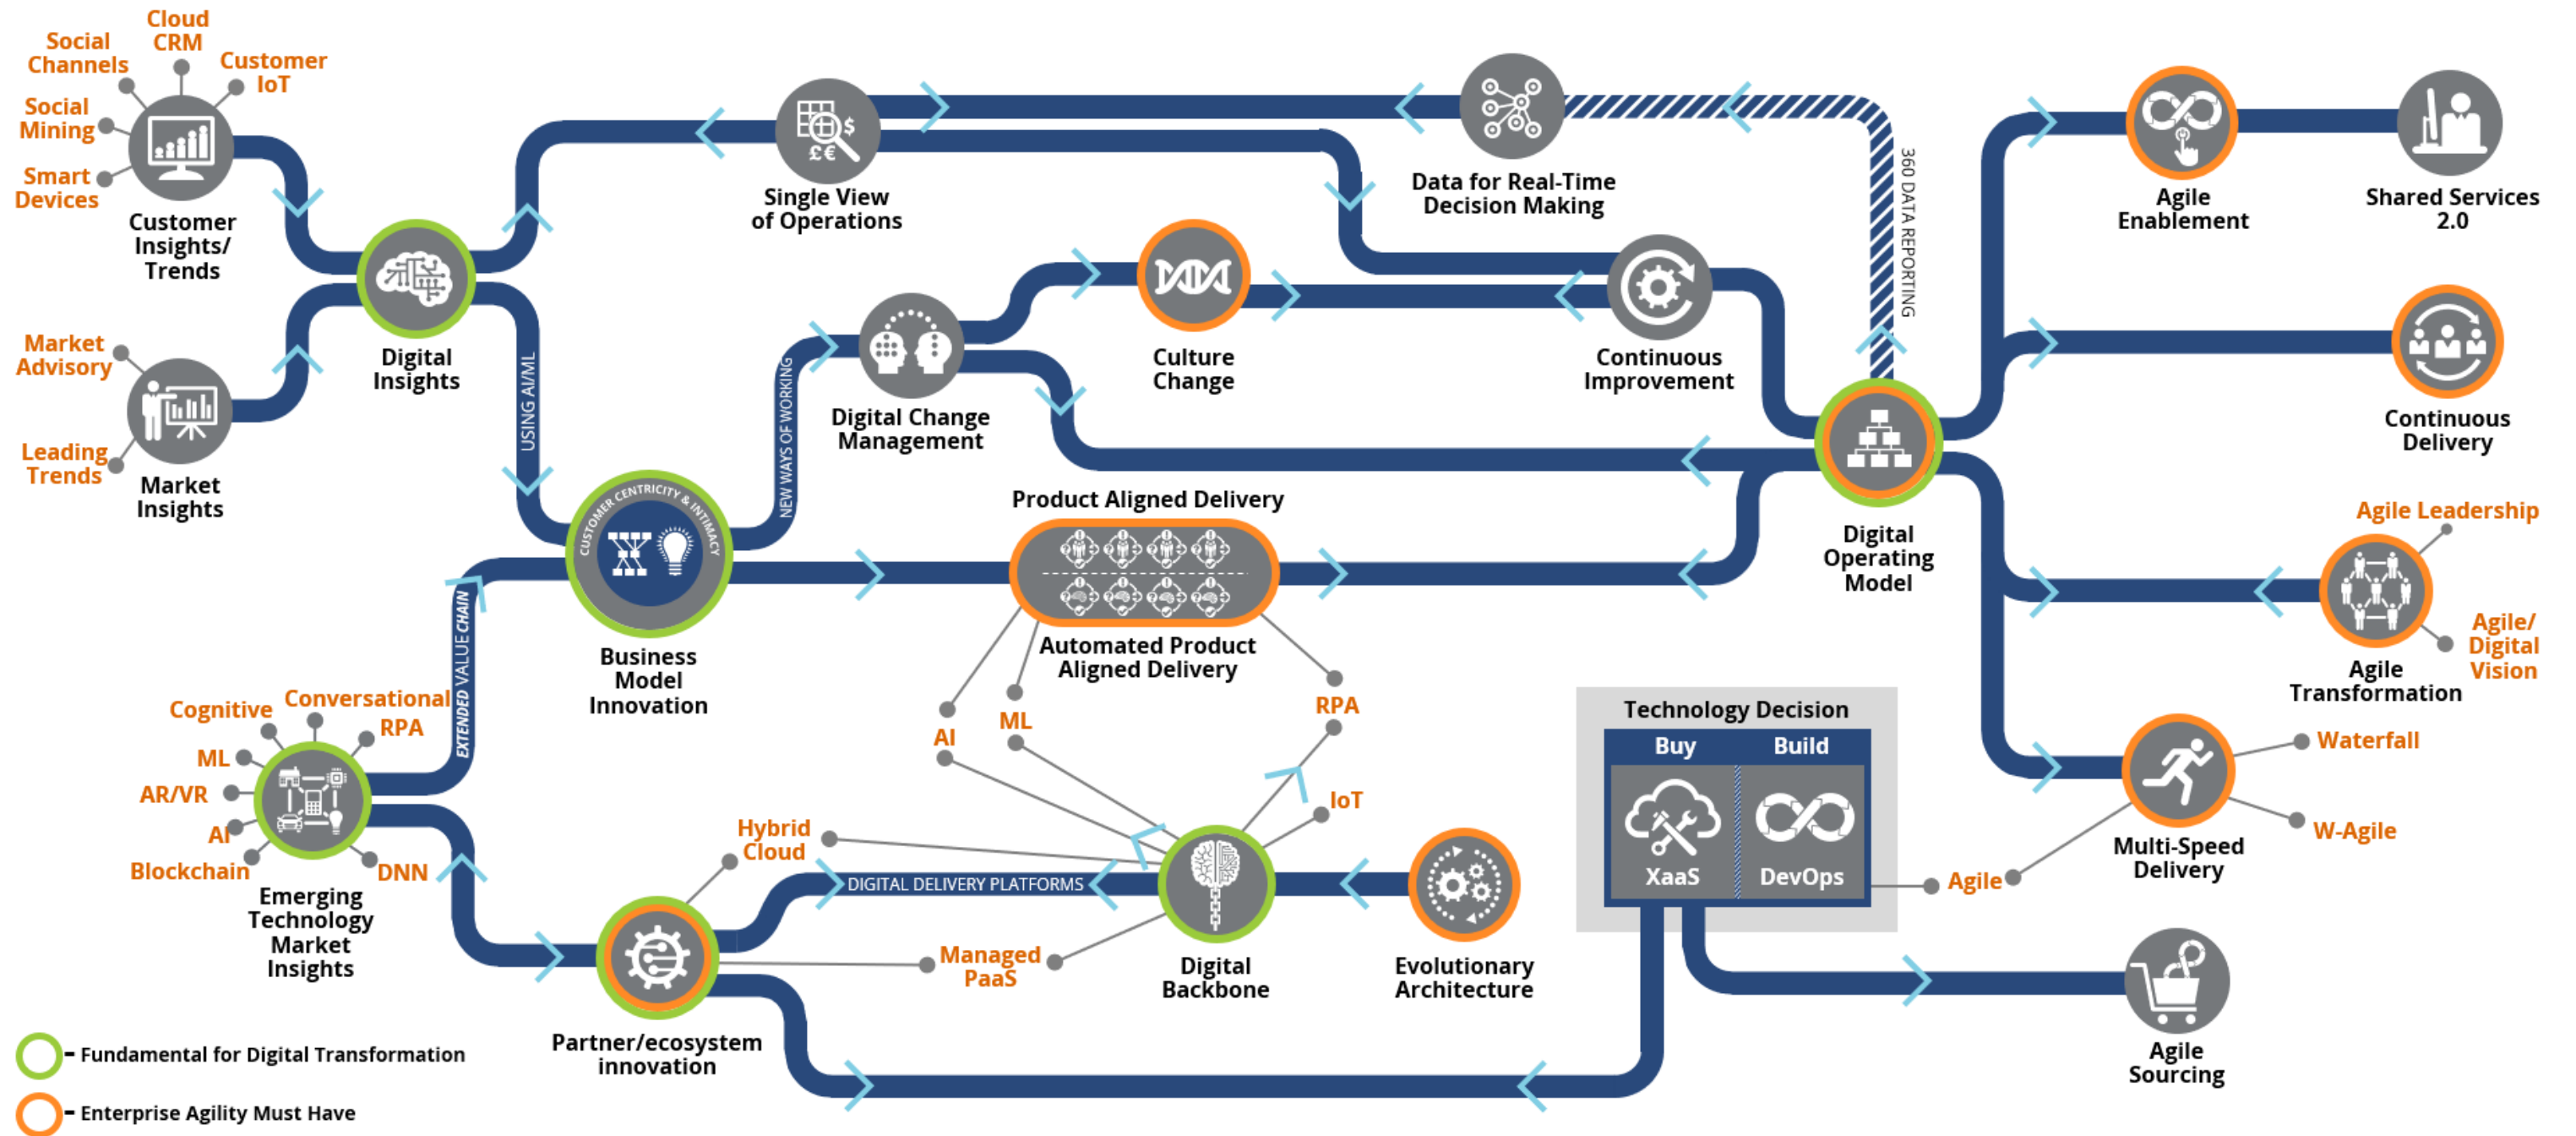 Cloud
CRM
Social
Channels
Customer
IoT
Social
Mining
Smart
Devices
Customer
Insights/
Trends
Market
Advisory
Leading
Trends
Market
Insights
Digital
Insights
USING AI/ML
Single View
of Operations
Data for Real-Time
Decision Making
360 DATA REPORTING
Agile
Enablement
Shared Services
2.0
Culture
Change
Continuous
Improvement
Continuous
Delivery
NEW WAYS OF WORKING
Digital Change
Management
CUSTOMER CENTRICITY & INTIMACY
Business
Model
Innovation
Product Aligned Delivery
Automated Product
Aligned Delivery
Digital
Operating
Model
Agile Leadership
Agile/
Digital
Vision
Agile
Transformation
EXTENDED VALUE CHAIN
Cognitive
Conversational
RPA
ML
AR/VR
AI
Blockchain
DNN
Emerging
Technology
Market
Insights
AI
ML
RPA
IoT
Hybrid
Cloud
DIGITAL DELIVERY PLATFORMS
Managed
PaaS
Digital
Backbone
Evolutionary
Architecture
Partner/ecosystem
innovation
Technology Decision
Buy
Build
XaaS
DevOps
Agile
Waterfall
W-Agile
Multi-Speed
Delivery
Agile
Sourcing
$
£€
- Fundamental for Digital Transformation
- Enterprise Agility Must Have